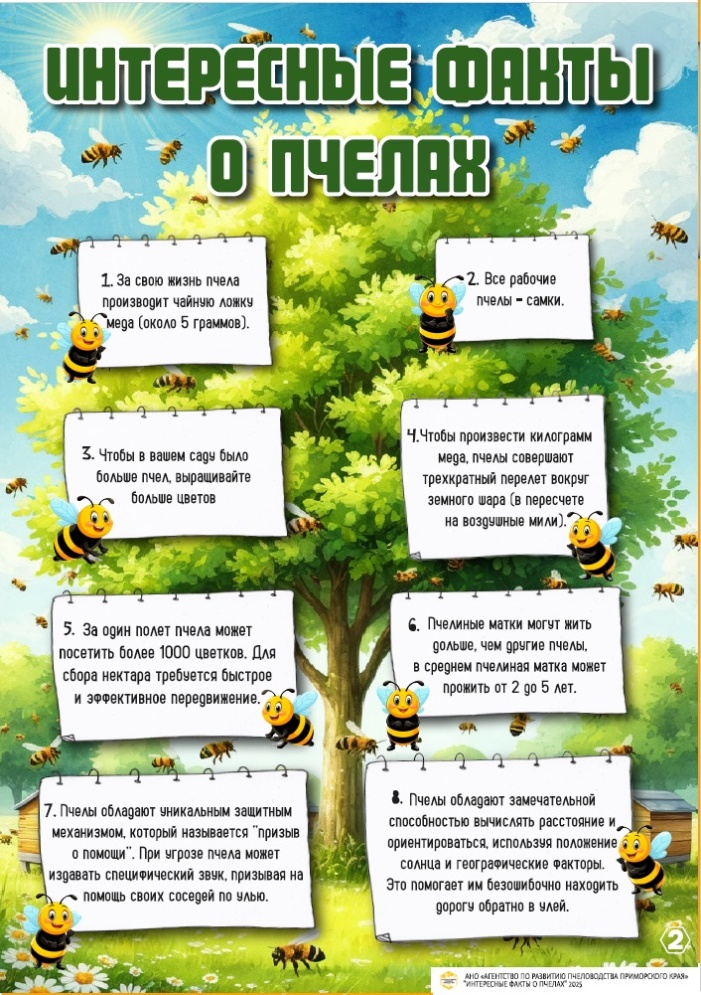 ИНТЕРЕСНЫЕ ФАКТЫ
О ПЧЕЛАХ
1. За свою жизнь пчела
производит чайную ложку
меда (около 5 граммов).
2. Все рабочие
пчелы - самки.
3. Чтобы в вашем саду было
больше пчел, выращивайте
больше цветов
4.Чтобы произвести килограмм
меда, пчелы совершают
трехкратный перелет вокруг
земного шара (в пересчете
на воздушные мили).
5. За один полет пчела может
посетить более 1000 цветков. Для
сбора нектара требуется быстрое
и эффективное передвижение.
6. Пчелиные матки могут жить
дольше, чем другие пчелы,
в среднем пчелиная матка может
прожить от 2 до 5 лет.
7. Пчелы обладают уникальным защитным
механизмом, который называется "призыв
о помощи". При угрозе пчела может
издавать специфический звук, призывая на
помощь своих соседей по улью.
8. Пчелы обладают замечательной
способностью вычислять расстояние и
ориентироваться, используя положение
солнца и географические факторы.
Это помогает им безошибочно находить
дорогу обратно в улей.
2
АНО «АГЕНТСТВО ПО РАЗВИТИЮ ПЧЕЛОВОДСТВА ПРИМОРСКОГО КРАЯ»
"ИНТЕРЕСНЫЕ ФАКТЫ О ПЧЕЛАХ" 2025